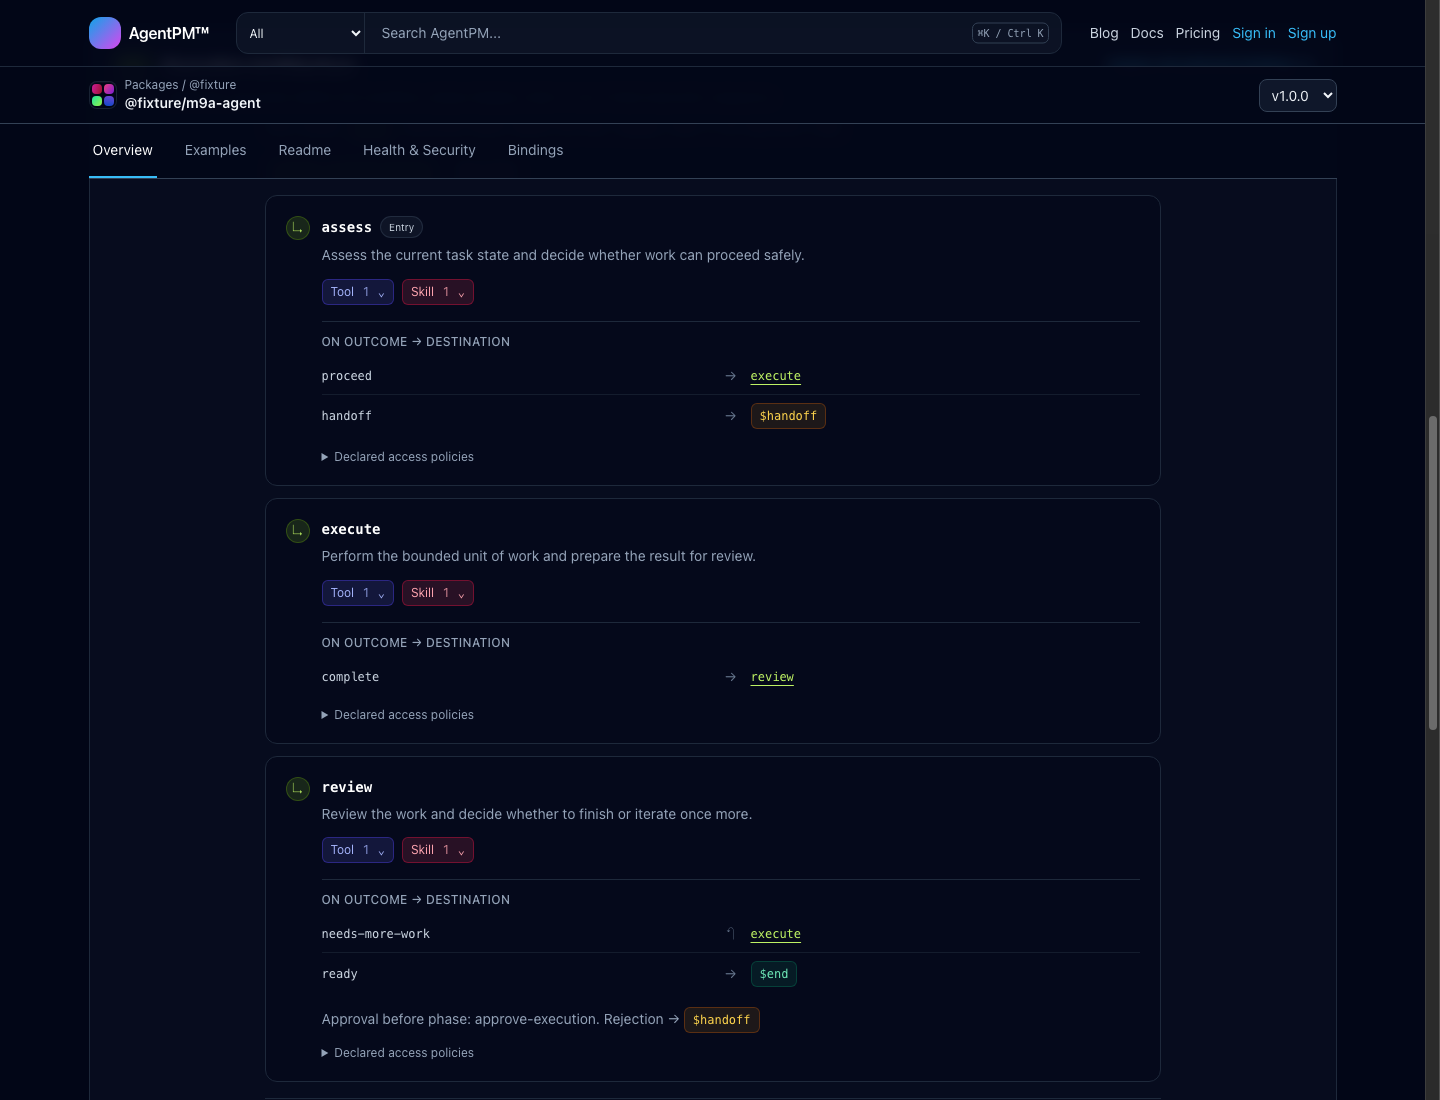 AgentPM™
All
Search AgentPM...
⌘K / Ctrl K
Blog
Docs
Pricing
Sign in
Sign up
Packages / @fixture
@fixture/m9a-agent
v1.0.0
Overview
Examples
Readme
Health & Security
Bindings
assess
Entry
Assess the current task state and decide whether work can proceed safely.
Tool 1
Skill 1
ON OUTCOME → DESTINATION
proceed → execute
handoff → $handoff
▶ Declared access policies
execute
Perform the bounded unit of work and prepare the result for review.
Tool 1
Skill 1
ON OUTCOME → DESTINATION
complete → review
▶ Declared access policies
review
Review the work and decide whether to finish or iterate once more.
Tool 1
Skill 1
ON OUTCOME → DESTINATION
needs-more-work execute
ready → $end
Approval before phase: approve-execution. Rejection → $handoff
▶ Declared access policies